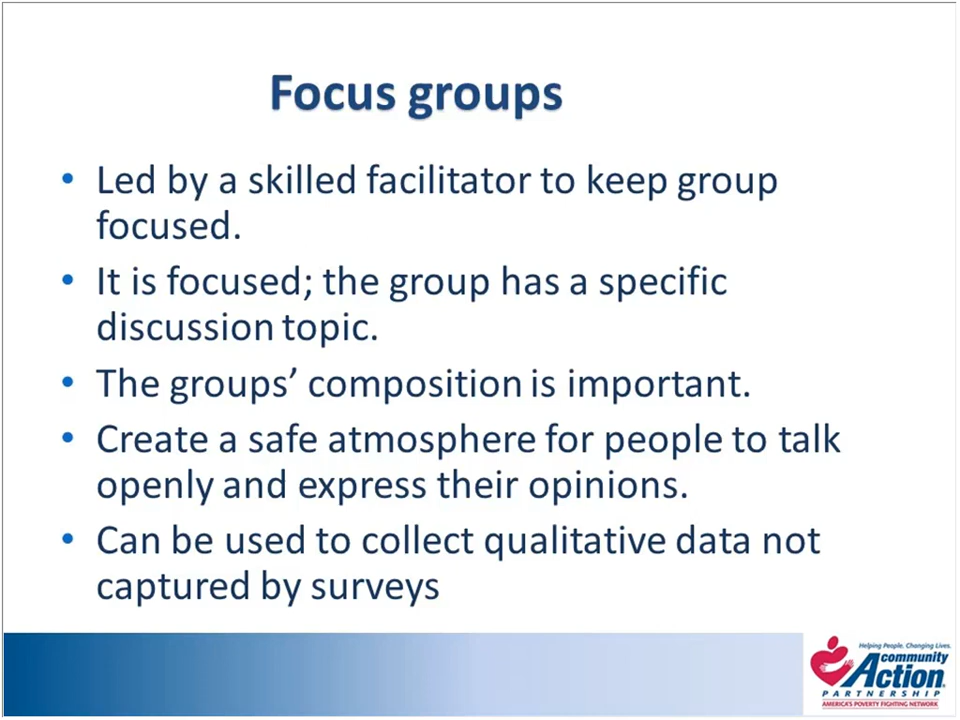 Focus groups
• Led by a skilled facilitator to keep group
focused.
• It is focused; the group has a specific
discussion topic.
• The groups’ composition is important.
• Create a safe atmosphere for people to talk
openly and express their opinions.
• Can be used to collect qualitative data not
captured by surveys
Helping People. Changing Lives.
community
Action
PARTNERSHIP
AMERICA'S POVERTY FIGHTING NETWORK